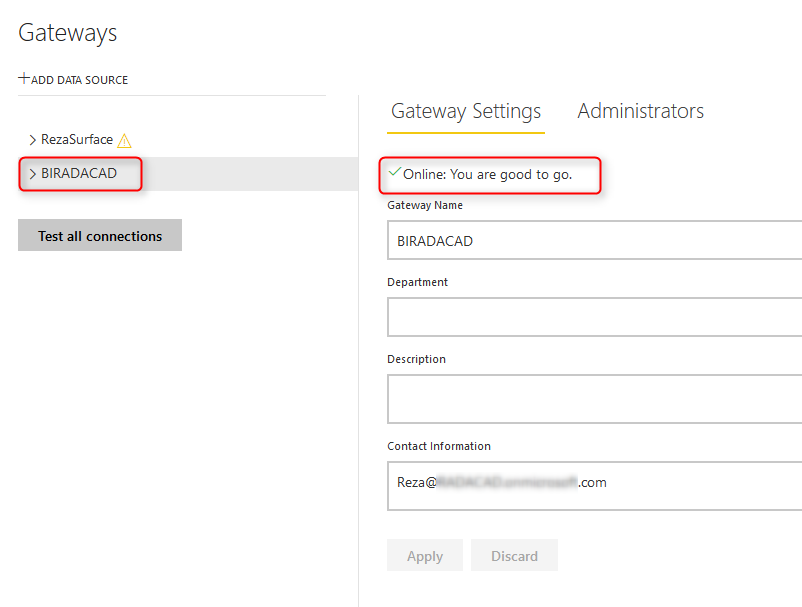 Gateways
+ADD DATA SOURCE
RezaSurface
BIRADACAD
Test all connections
Gateway Settings
Administrators
Online: You are good to go.
Gateway Name
BIRADACAD
Department
Description
Contact Information
Reza@ .com
Apply
Discard